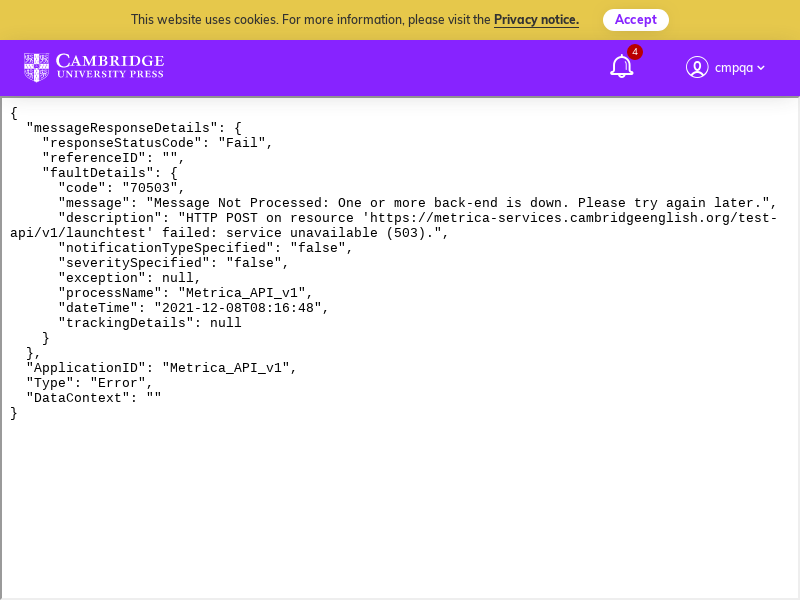 This website uses cookies. For more information, please visit the Privacy notice. Accept
CAMBRIDGE
UNIVERSITY PRESS
4
cmpqa
{
  "messageResponseDetails": {
    "responseStatusCode": "Fail",
    "referenceID": "",
    "faultDetails": {
      "code": "70503",
      "message": "Message Not Processed: One or more back-end is down. Please try again later.",
      "description": "HTTP POST on resource 'https://metrica-services.cambridgeenglish.org/test-
api/v1/launchtest' failed: service unavailable (503).",
      "notificationTypeSpecified": "false",
      "severitySpecified": "false",
      "exception": null,
      "processName": "Metrica_API_v1",
      "dateTime": "2021-12-08T08:16:48",
      "trackingDetails": null
    }
  },
  "ApplicationID": "Metrica_API_v1",
  "Type": "Error",
  "DataContext": ""
}